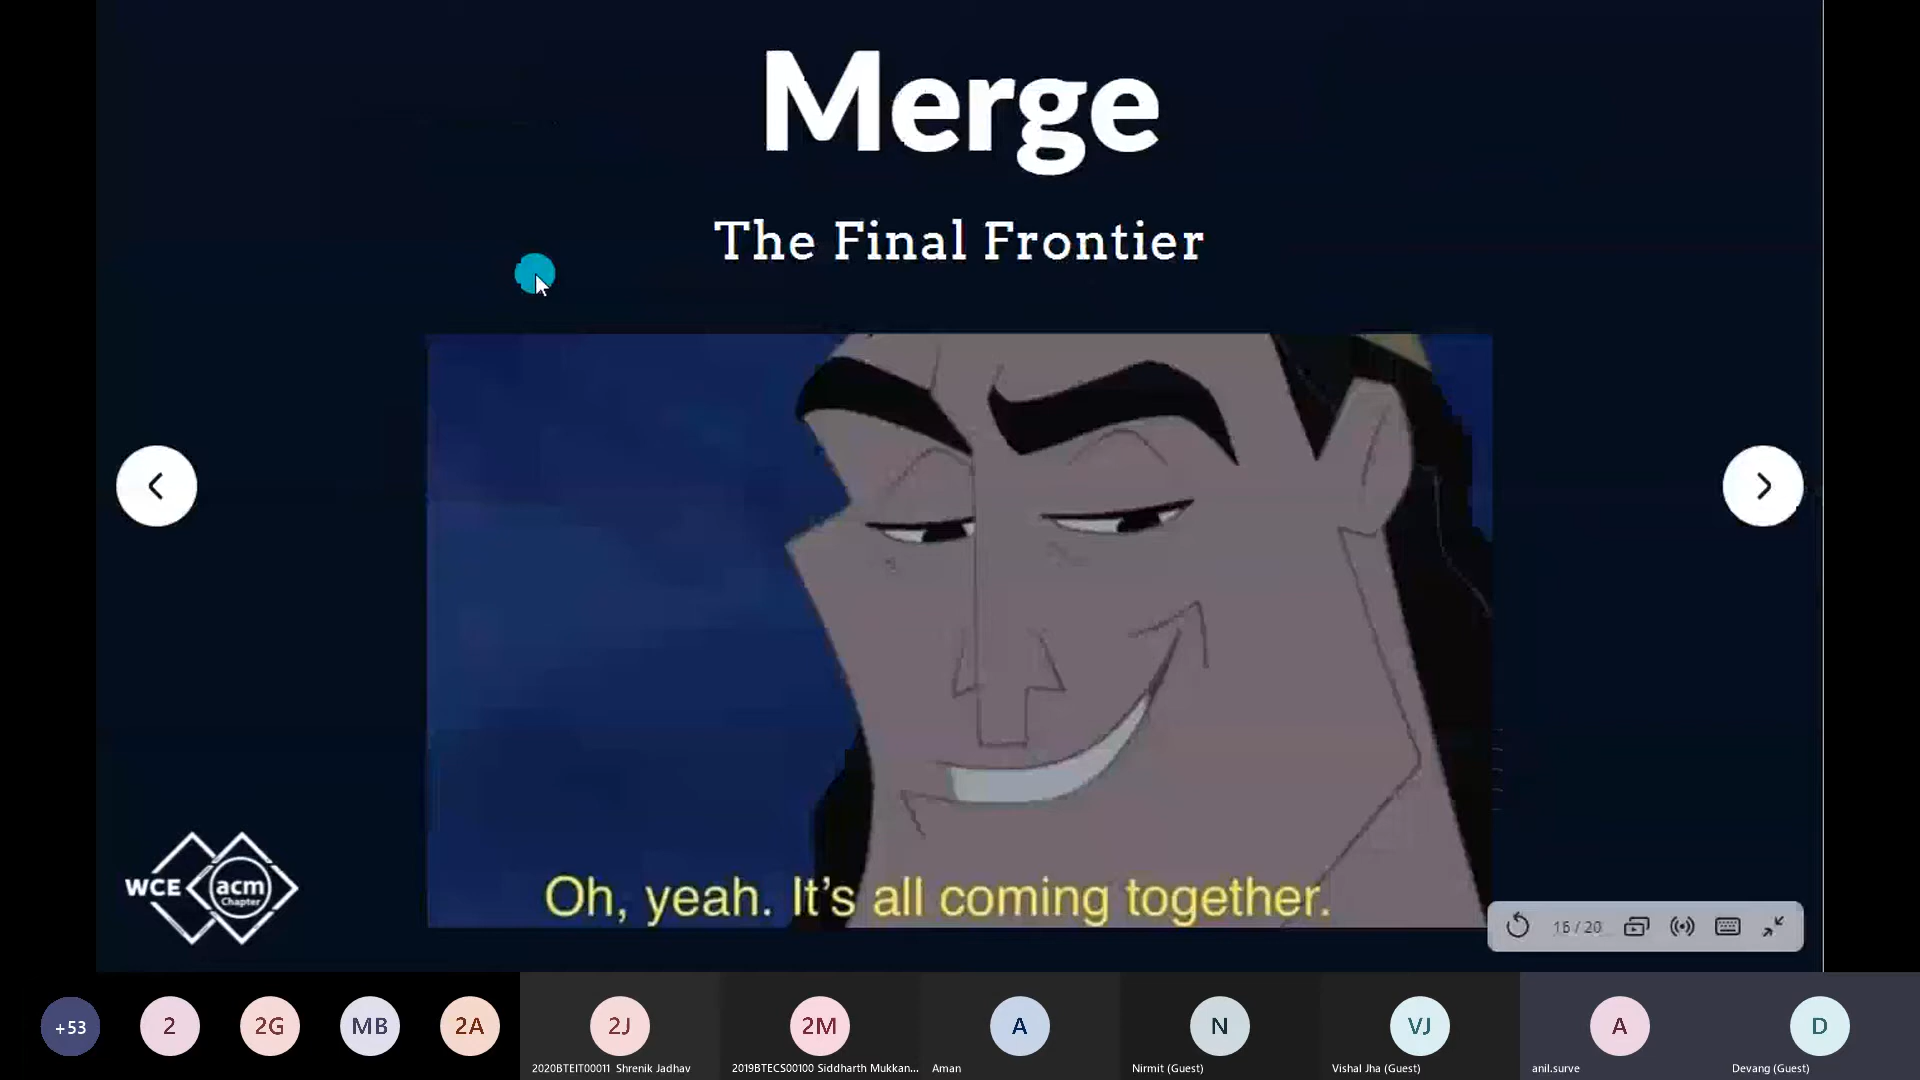 Merge
The Final Frontier
Oh, yeah. It's all coming together.
WCE acm
Chapter
16 / 20
+53
2
2G
MB
2A
2J
2M
A
N
VJ
A
D
2020BTEIT00011 Shrenik Jadhav
2019BTECS00100 Siddharth Mukkan...
Aman
Nirmit (Guest)
Vishal Jha (Guest)
anil.surve
Devang (Guest)